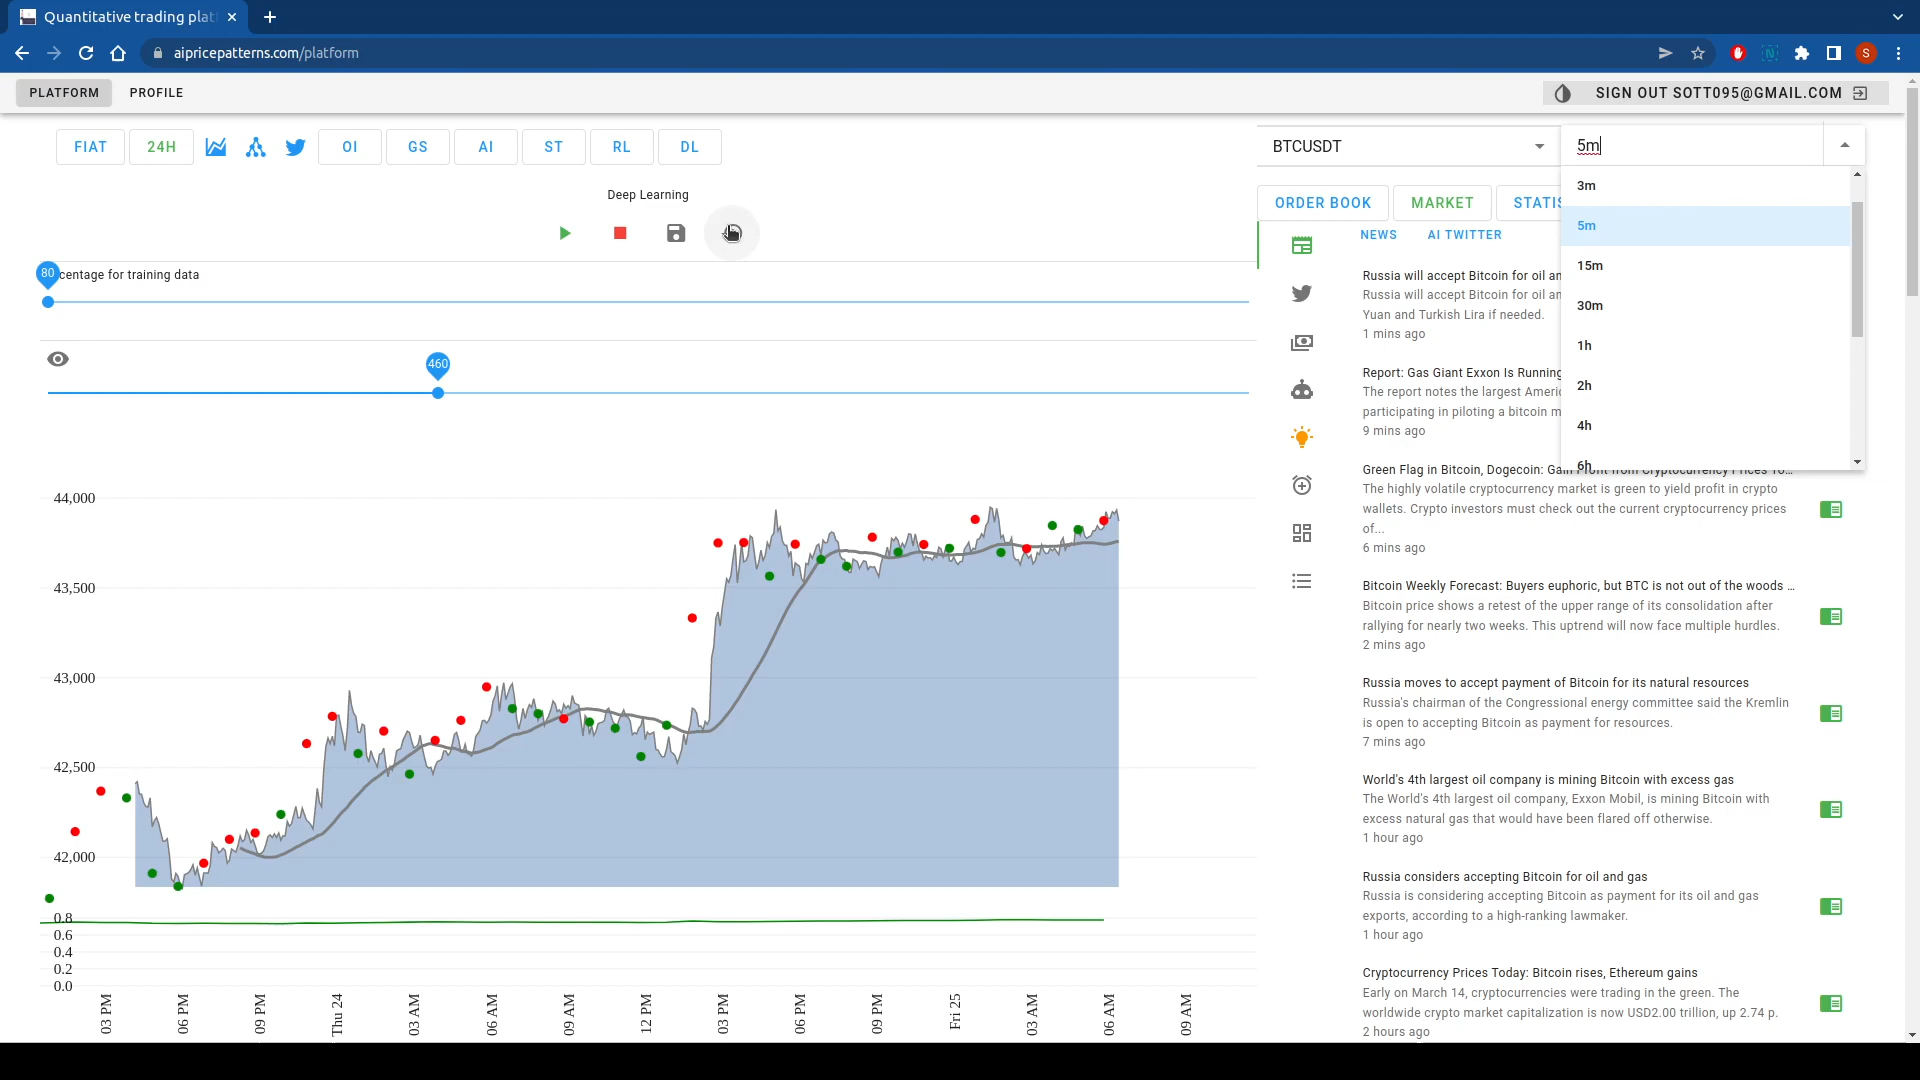 Quantitative trading plat
aipricepatterns.com/platform
S
PLATFORM
PROFILE
SIGN OUT SOTT095@GMAIL.COM
FIAT
24H
OI
GS
AI
ST
RL
DL
BTCUSDT
5m
Deep Learning
80
centage for training data
460
3m
5m
15m
30m
1h
2h
4h
6h
ORDER BOOK
MARKET
STATIS
NEWS
AI TWITTER
Russia will accept Bitcoin for oil an
Russia will accept Bitcoin for oil an
Yuan and Turkish Lira if needed.
1 mins ago
Report: Gas Giant Exxon Is Running
The report notes the largest Americ
participating in piloting a bitcoin m
9 mins ago
Green Flag in Bitcoin, Dogecoin: Gain Profit from Cryptocurrency Prices To...
The highly volatile cryptocurrency market is green to yield profit in crypto
wallets. Crypto investors must check out the current cryptocurrency prices
of...
6 mins ago
Bitcoin Weekly Forecast: Buyers euphoric, but BTC is not out of the woods ...
Bitcoin price shows a retest of the upper range of its consolidation after
rallying for nearly two weeks. This uptrend will now face multiple hurdles.
2 mins ago
Russia moves to accept payment of Bitcoin for its natural resources
Russia's chairman of the Congressional energy committee said the Kremlin
is open to accepting Bitcoin as payment for resources.
7 mins ago
World's 4th largest oil company is mining Bitcoin with excess gas
The World's 4th largest oil company, Exxon Mobil, is mining Bitcoin with
excess natural gas that would have been flared off otherwise.
1 hour ago
Russia considers accepting Bitcoin for oil and gas
Russia is considering accepting Bitcoin as payment for its oil and gas
exports, according to a high-ranking lawmaker.
1 hour ago
Cryptocurrency Prices Today: Bitcoin rises, Ethereum gains
Early on March 14, cryptocurrencies were trading in the green. The
worldwide crypto market capitalization is now USD2.00 trillion, up 2.74 p.
2 hours ago
44,000
43,500
43,000
42,500
42,000
0.8
0.6
0.4
0.2
0.0
03 PM
06 PM
09 PM
Thu 24
03 AM
06 AM
09 AM
12 PM
03 PM
06 PM
09 PM
Fri 25
03 AM
06 AM
09 AM